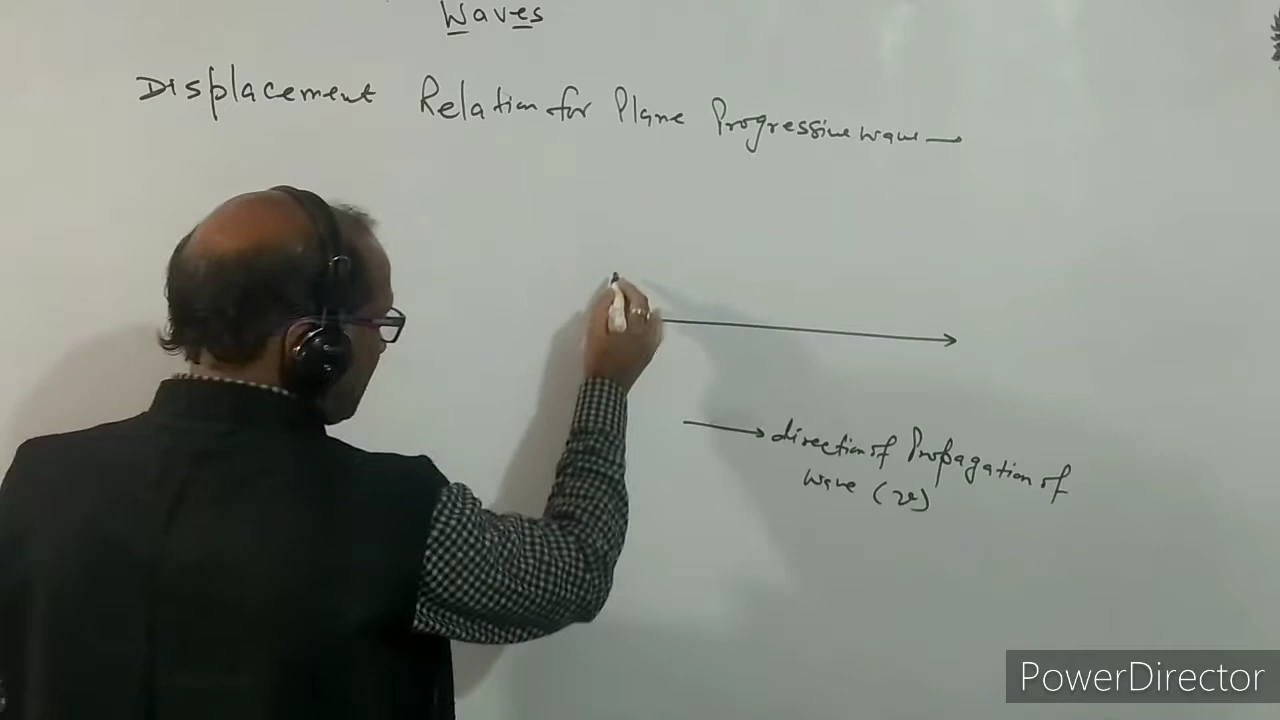 Waves
Displacement Relation for Plane Progressive wave
direction of Propagation of
wave (v)
PowerDirector